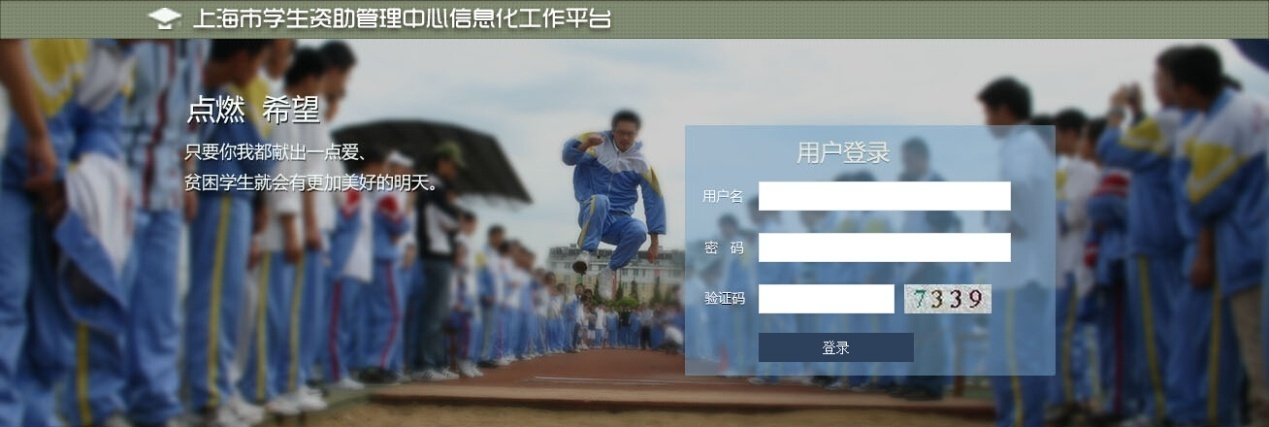 上海市学生资助管理中心信息化工作平台
点燃 希望
只要你我都献出一点爱、
贫困学生就会有更加美好的明天。
用户登录
用户名
密 码
验证码 7339
登录